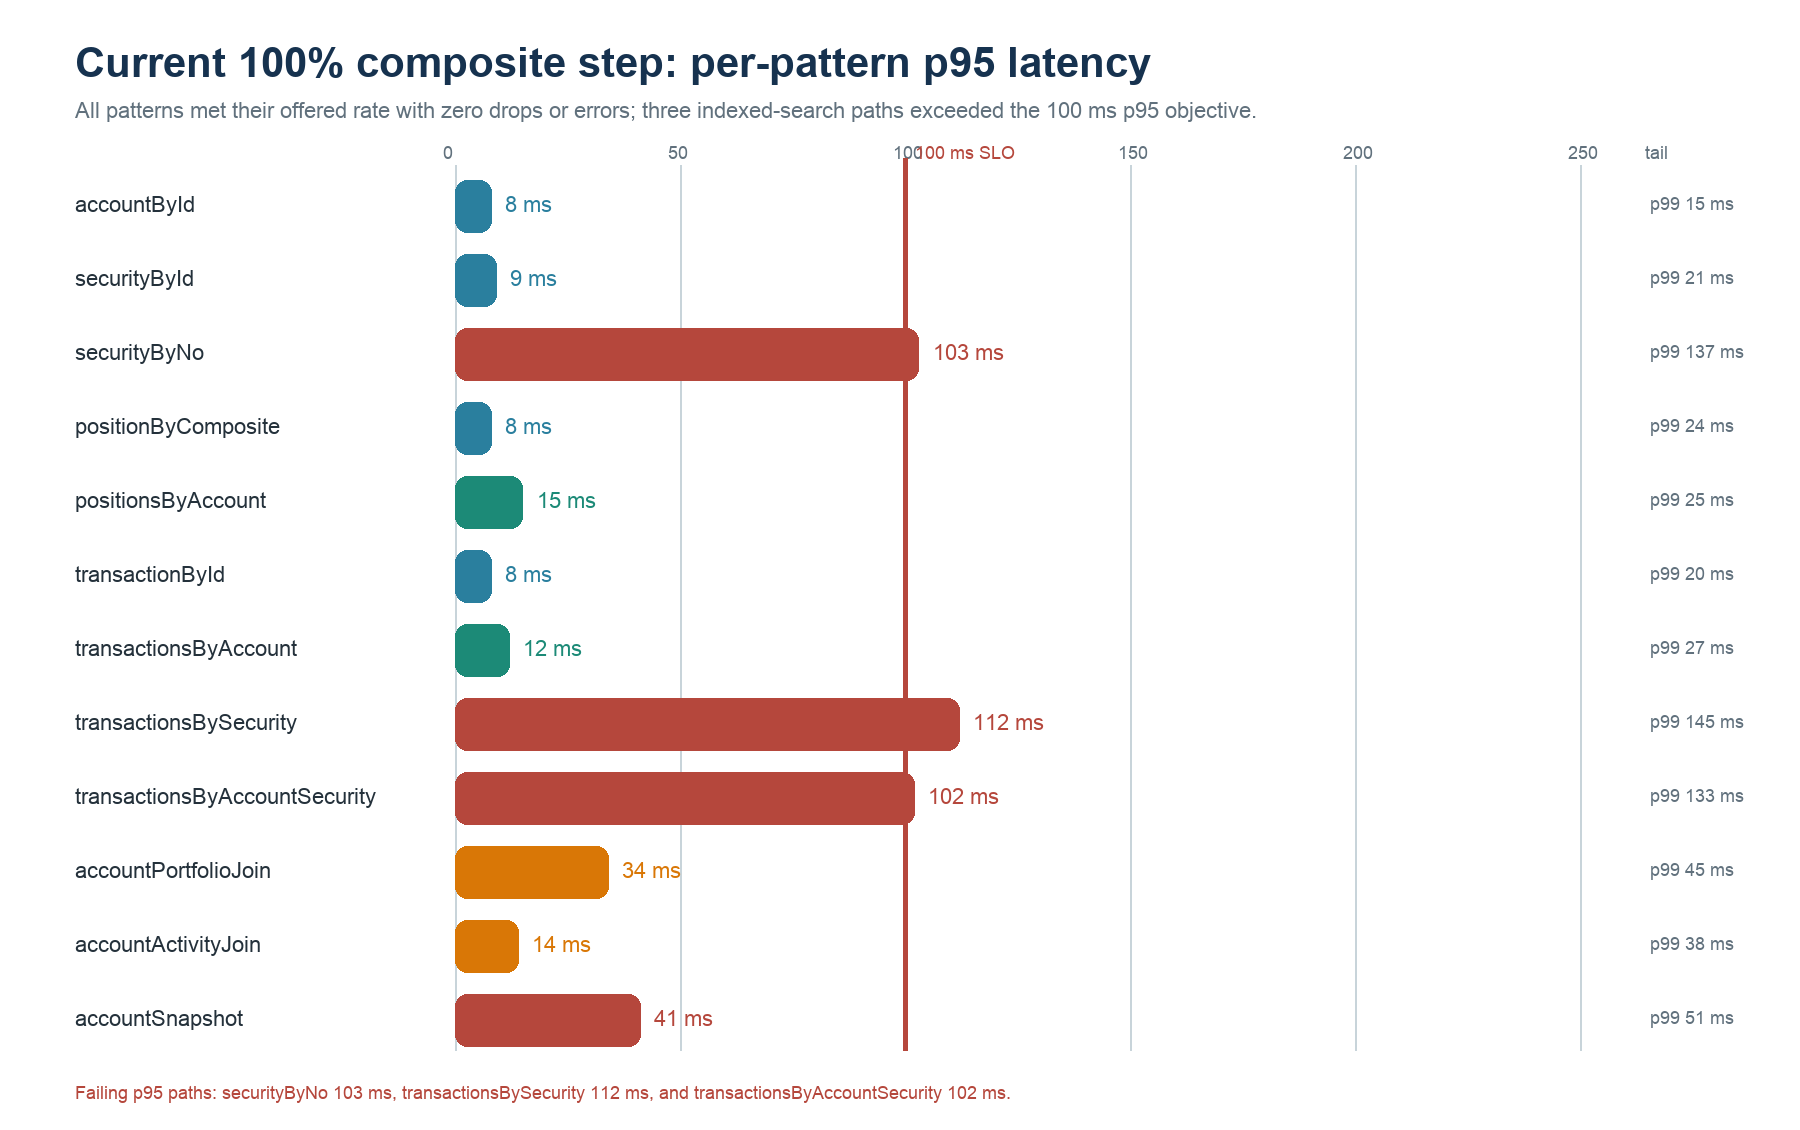 Current 100% composite step: per-pattern p95 latency
All patterns met their offered rate with zero drops or errors; three indexed-search paths exceeded the 100 ms p95 objective.
0 50 100 100 ms SLO 150 200 250 tail
accountById 8 ms p99 15 ms
securityById 9 ms p99 21 ms
securityByNo 103 ms p99 137 ms
positionByComposite 8 ms p99 24 ms
positionsByAccount 15 ms p99 25 ms
transactionById 8 ms p99 20 ms
transactionsByAccount 12 ms p99 27 ms
transactionsBySecurity 112 ms p99 145 ms
transactionsByAccountSecurity 102 ms p99 133 ms
accountPortfolioJoin 34 ms p99 45 ms
accountActivityJoin 14 ms p99 38 ms
accountSnapshot 41 ms p99 51 ms
Failing p95 paths: securityByNo 103 ms, transactionsBySecurity 112 ms, and transactionsByAccountSecurity 102 ms.